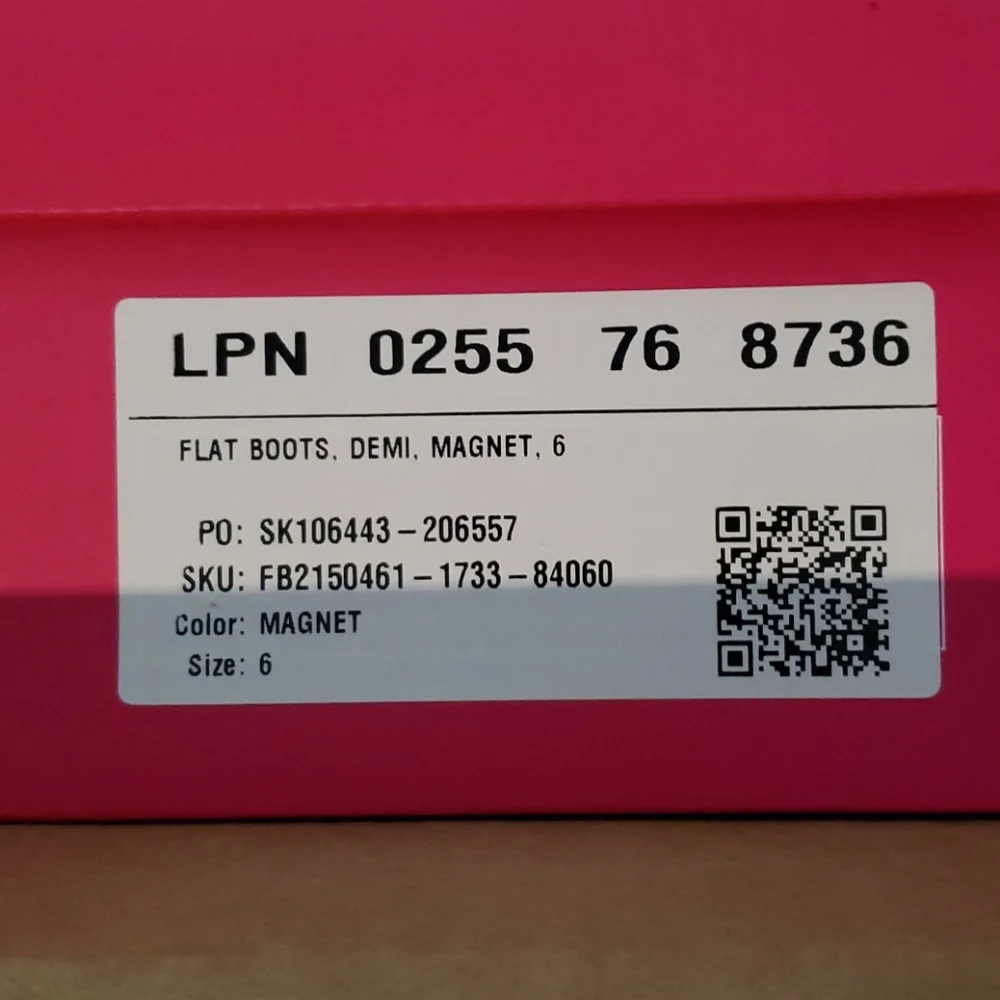 LPN 0255 76 8736
FLAT BOOTS, DEMI, MAGNET, 6
PO: SK106443-206557
SKU: FB2150461-1733-84060
Color: MAGNET
Size: 6